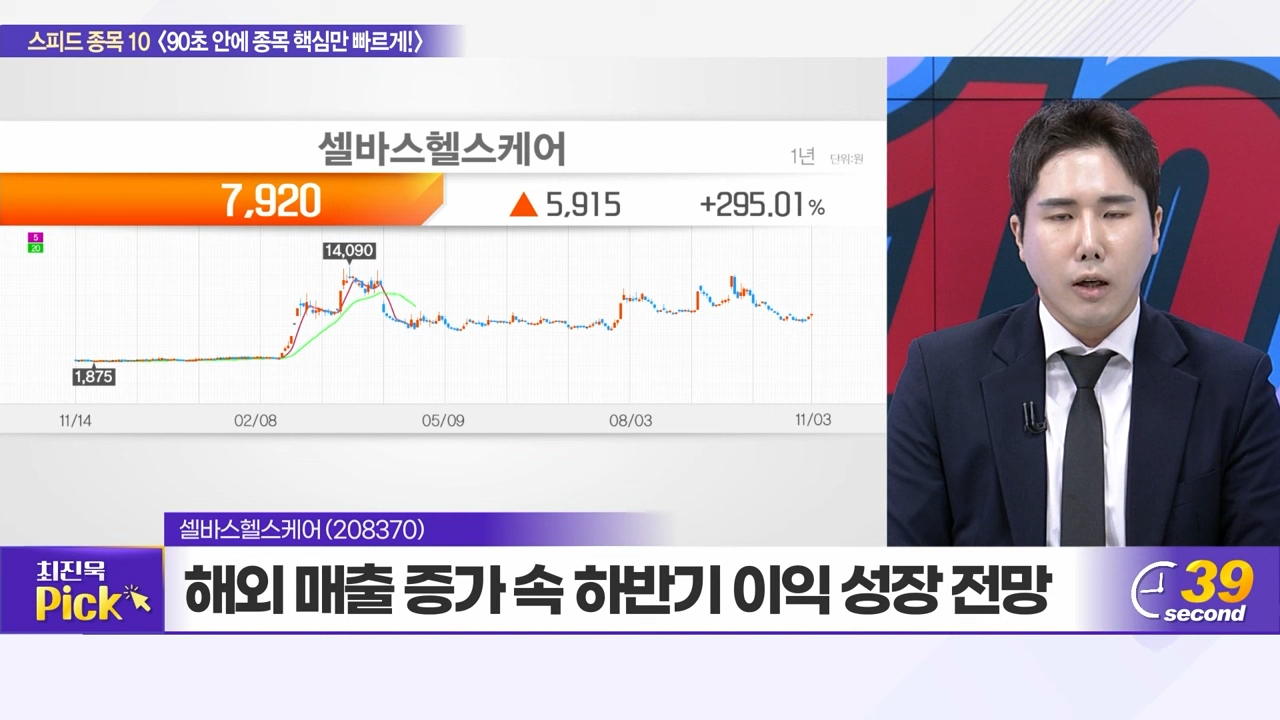 스피드 종목 10 〈90초 안에 종목 핵심만 빠르게!〉
셀바스헬스케어
1년 단위:원
7,920 ▲ 5,915 +295.01%
5
20
14,090
1,875
11/14 02/08 05/09 08/03 11/03
셀바스헬스케어 (208370)
최진욱
Pick
해외 매출 증가 속 하반기 이익 성장 전망
39
second
10